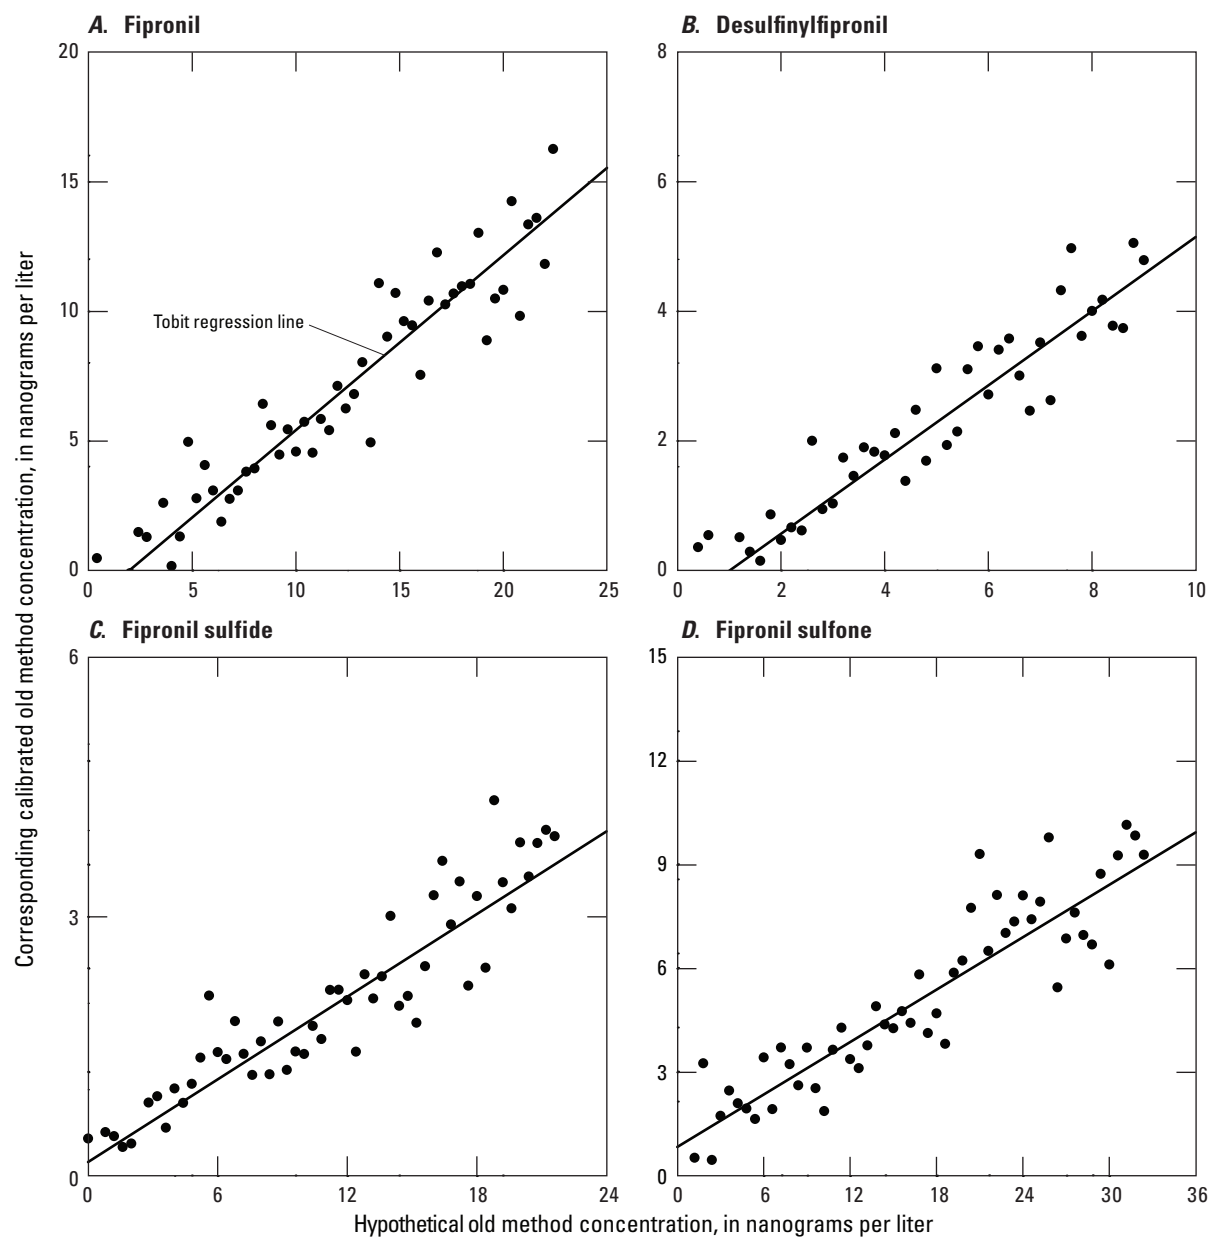 A. Fipronil
20
15
10
5
0
0 5 10 15 20 25
Tobit regression line
B. Desulfinylfipronil
8
6
4
2
0
0 2 4 6 8 10
C. Fipronil sulfide
6
3
0
0 6 12 18 24
D. Fipronil sulfone
15
12
9
6
3
0
0 6 12 18 24 30 36
Corresponding calibrated old method concentration, in nanograms per liter
Hypothetical old method concentration, in nanograms per liter